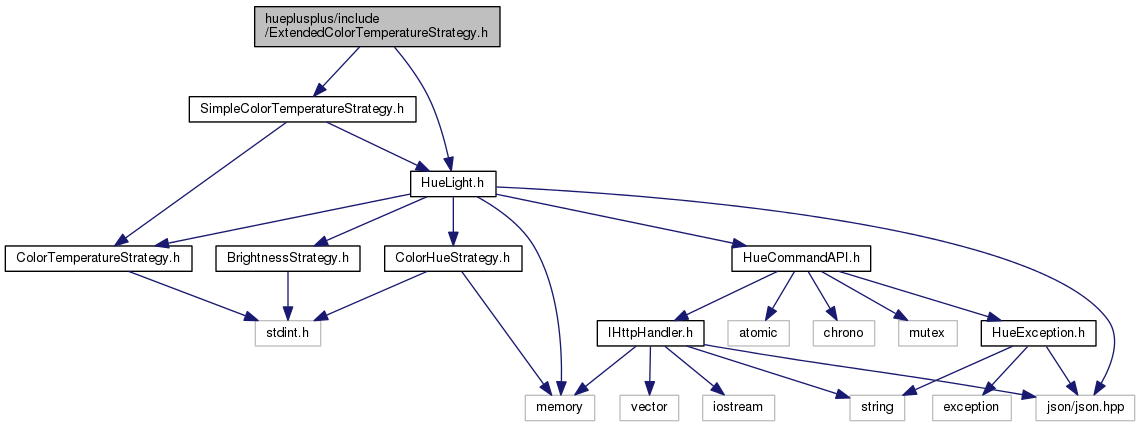 hueplusplus/include
/ExtendedColorTemperatureStrategy.h
SimpleColorTemperatureStrategy.h
HueLight.h
ColorTemperatureStrategy.h
BrightnessStrategy.h
ColorHueStrategy.h
HueCommandAPI.h
stdint.h
IHttpHandler.h
atomic
chrono
mutex
HueException.h
memory
vector
iostream
string
exception
json/json.hpp